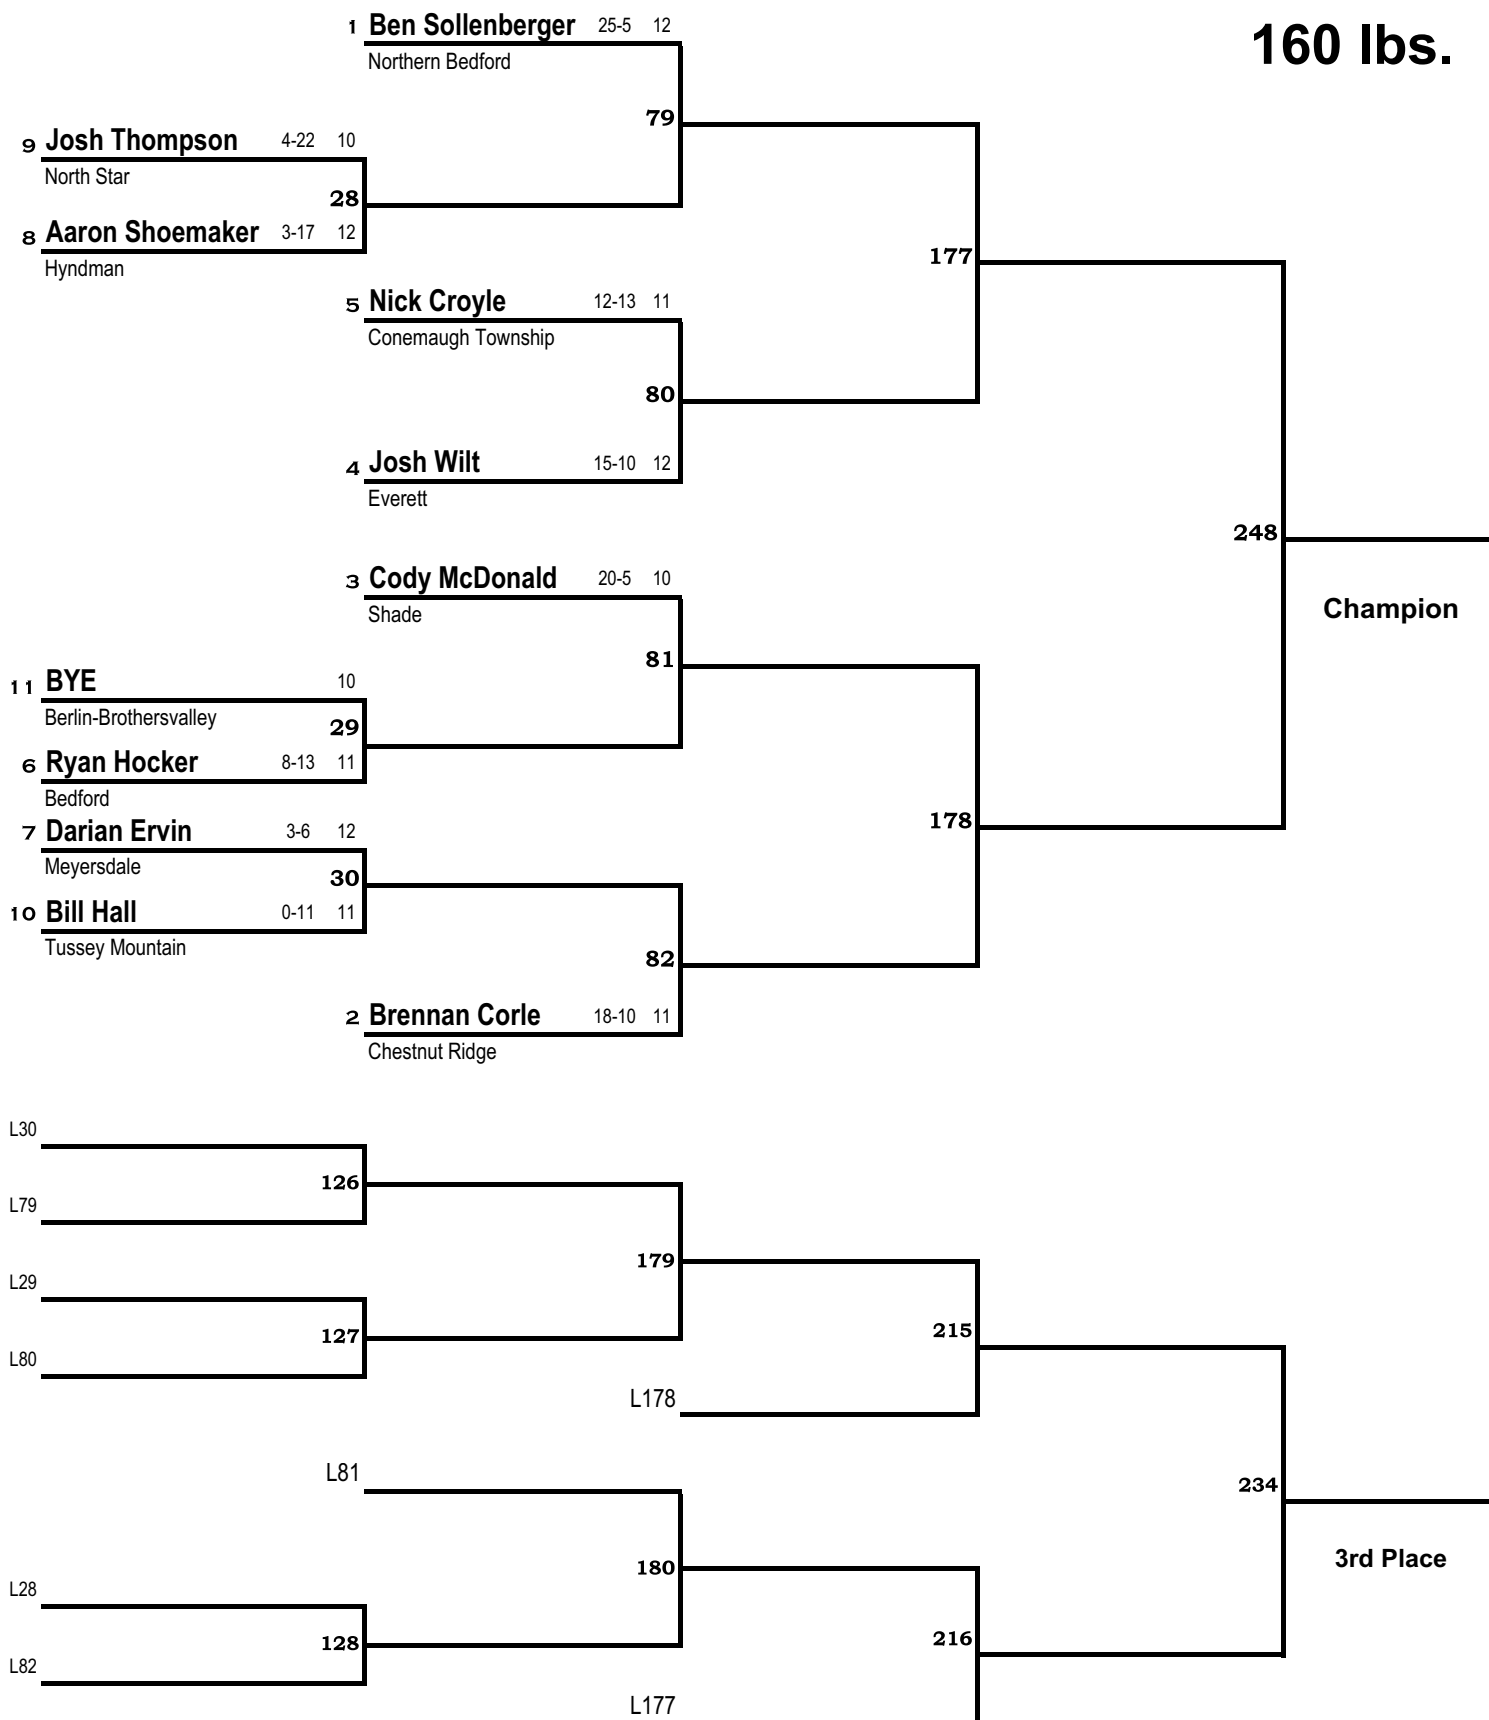 160 lbs.
1 Ben Sollenberger 25-5 12
Northern Bedford
79
9 Josh Thompson 4-22 10
North Star
28
8 Aaron Shoemaker 3-17 12
Hyndman
177
5 Nick Croyle 12-13 11
Conemaugh Township
80
4 Josh Wilt 15-10 12
Everett
248
3 Cody McDonald 20-5 10
Shade
Champion
81
11 BYE 10
Berlin-Brothersvalley
29
6 Ryan Hocker 8-13 11
Bedford
178
7 Darian Ervin 3-6 12
Meyersdale
30
10 Bill Hall 0-11 11
Tussey Mountain
82
2 Brennan Corle 18-10 11
Chestnut Ridge
L30
126
L79
179
L29
127
215
L80
L178
L81
234
3rd Place
180
L28
128
216
L82
L177